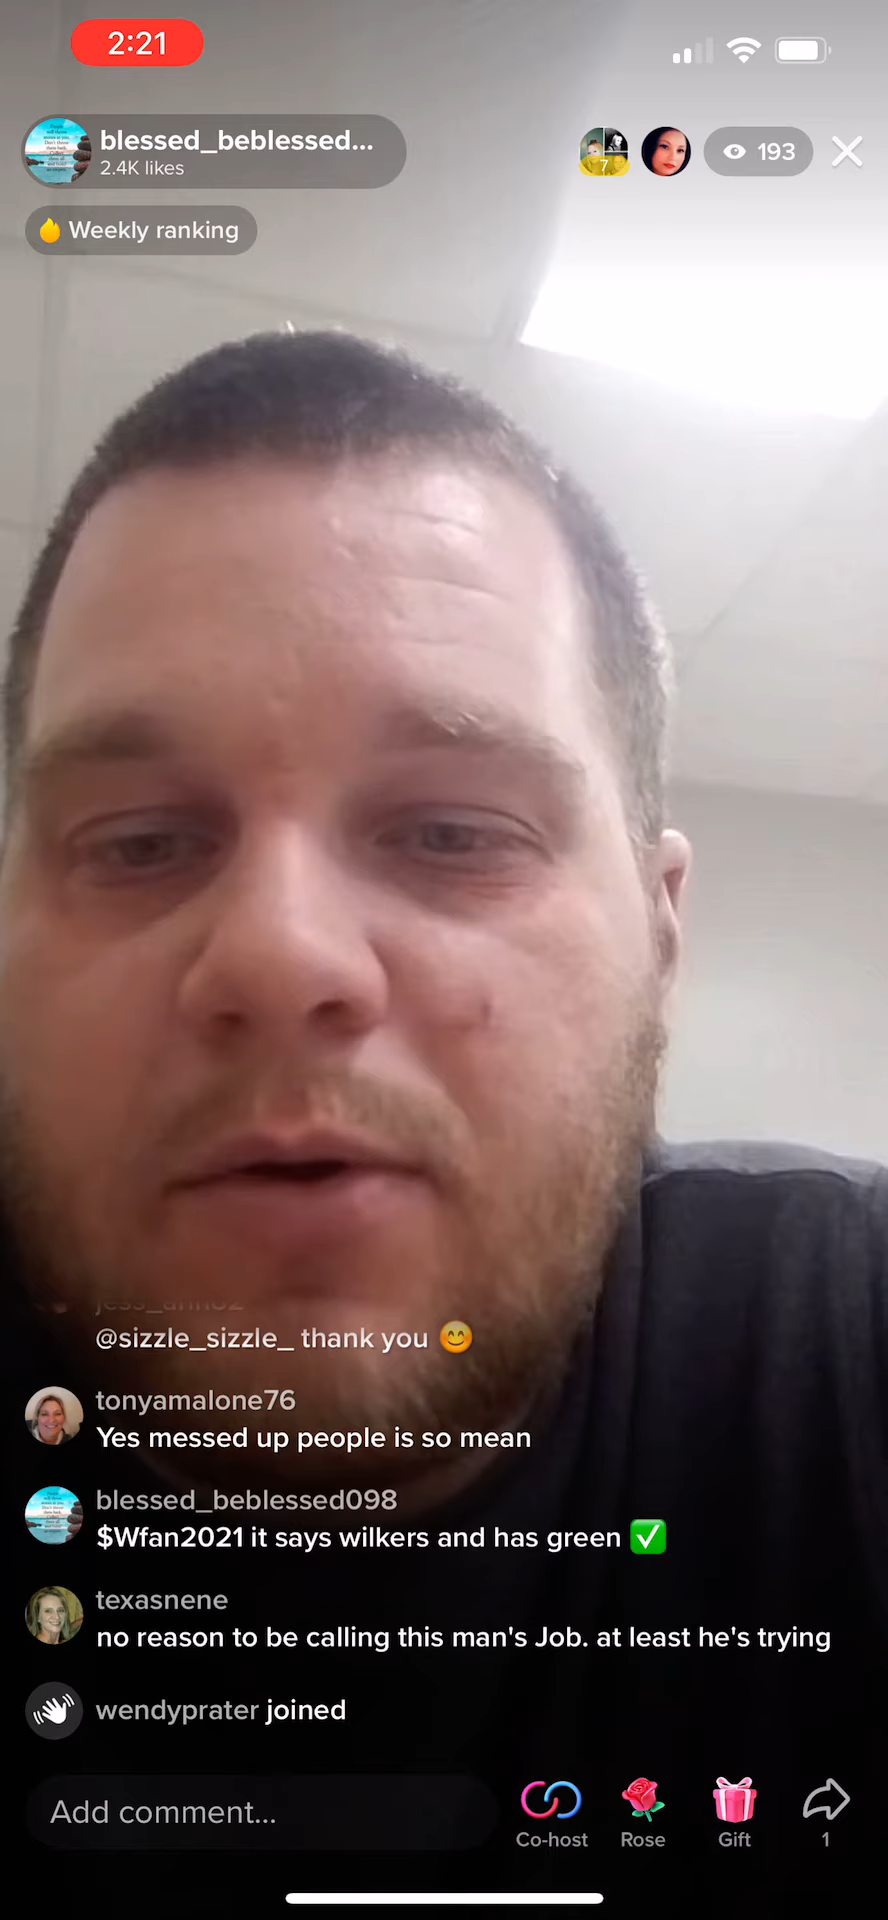 2:21
blessed_beblessed...
2.4K likes
7
193
Weekly ranking
@sizzle_sizzle_ thank you 😊
tonyamalone76
Yes messed up people is so mean
blessed_beblessed098
$Wfan2021 it says wilkers and has green ✅
texasnene
no reason to be calling this man's Job. at least he's trying
wendyprater joined
Add comment...
Co-host
Rose
Gift
1